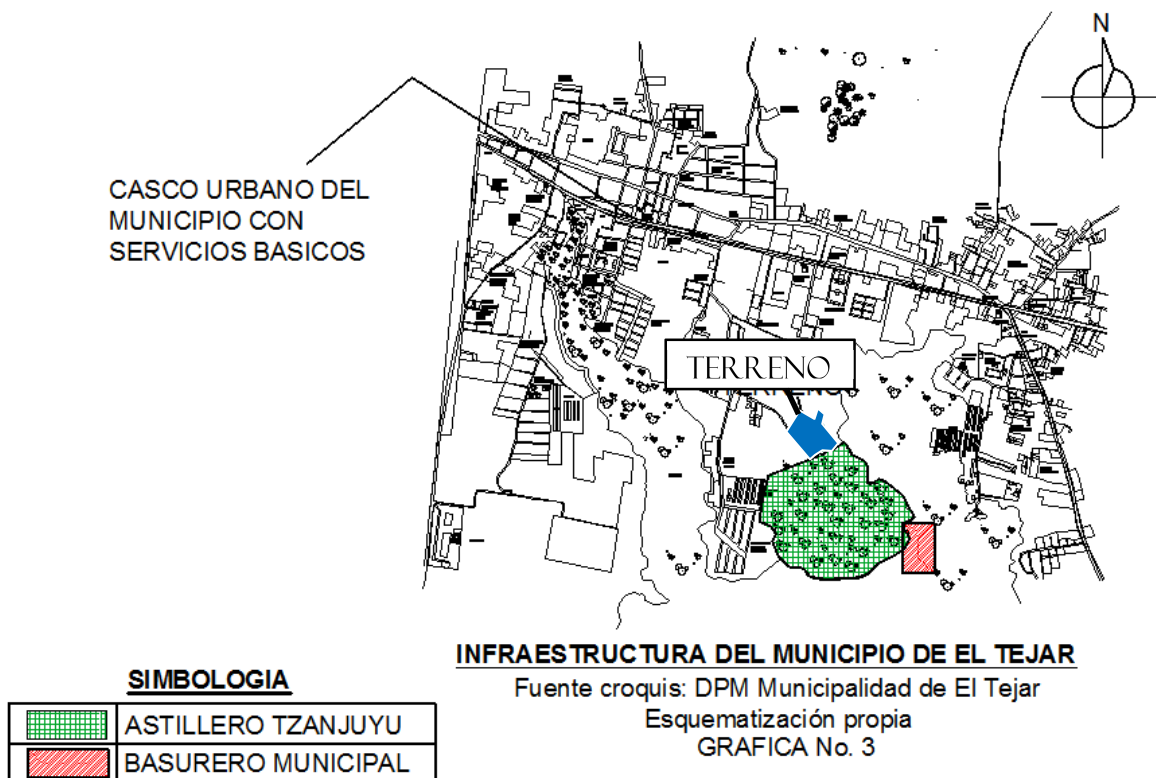 N
CASCO URBANO DEL
MUNICIPIO CON
SERVICIOS BASICOS
TERRENO
INFRAESTRUCTURA DEL MUNICIPIO DE EL TEJAR
Fuente croquis: DPM Municipalidad de El Tejar
Esquematización propia
GRAFICA No. 3
SIMBOLOGIA
ASTILLERO TZANJUYU
BASURERO MUNICIPAL